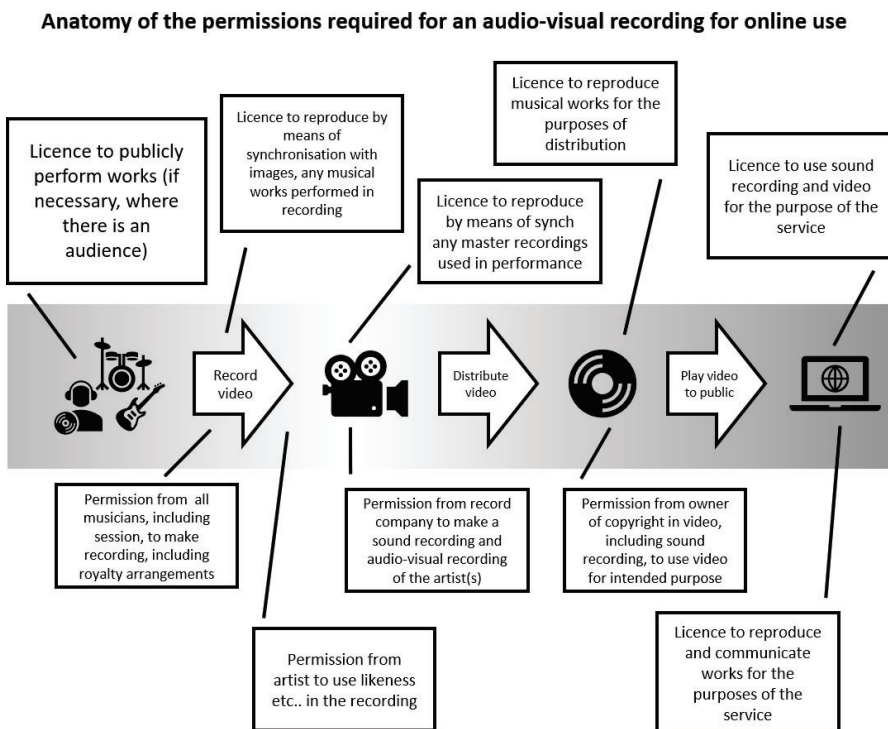 Anatomy of the permissions required for an audio-visual recording for online use
Licence to publicly
perform works (if
necessary, where
there is an
audience)
Licence to reproduce by
means of
synchronisation with
images, any musical
works performed in
recording
Licence to reproduce
by means of synch
any master recordings
used in performance
Licence to reproduce
musical works for the
purposes of
distribution
Licence to use sound
recording and video
for the purpose of the
service
Record
video
Distribute
video
Play video
to public
Permission from all
musicians, including
session, to make
recording, including
royalty arrangements
Permission from
artist to use likeness
etc.. in the recording
Permission from record
company to make a
sound recording and
audio-visual recording
of the artist(s)
Permission from owner
of copyright in video,
including sound
recording, to use video
for intended purpose
Licence to reproduce
and communicate
works for the
purposes of the
service